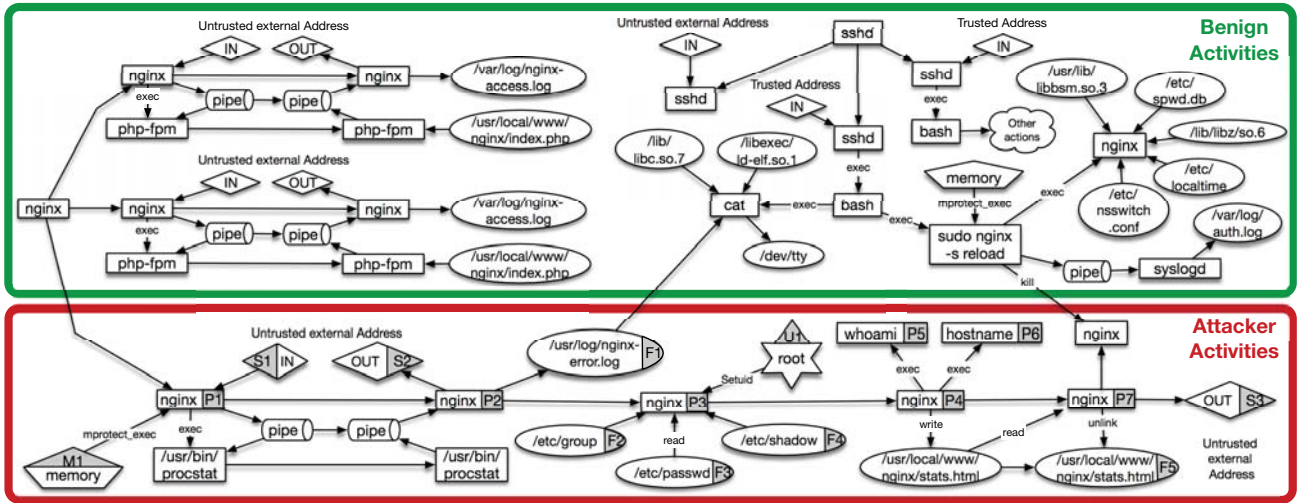 Benign
Activities
Untrusted external Address
IN
OUT
nginx
nginx
/var/log/nginx-
access.log
exec
pipe
pipe
php-fpm
php-fpm
/usr/local/www/
nginx/index.php
Untrusted external Address
IN
OUT
nginx
nginx
nginx
/var/log/nginx-
access.log
exec
pipe
pipe
php-fpm
php-fpm
/usr/local/www/
nginx/index.php
Untrusted external Address
IN
sshd
sshd
Trusted Address
IN
sshd
exec
bash
Other
actions
Trusted Address
IN
sshd
exec
bash
exec
exec
/lib/
libc.so.7
/libexec/
ld-elf.so.1
cat
/dev/tty
memory
mprotect_exec
sudo nginx
-s reload
exec
kill
pipe
syslogd
/var/log/
auth.log
/usr/lib/
libbsm.so.3
/etc/
spwd.db
/lib/libz/so.6
nginx
/etc/
localtime
/etc/
nsswitch
.conf
Attacker
Activities
Untrusted external Address
S1 IN
OUT S2
nginx P1
nginx P2
mprotect_exec
exec
pipe
pipe
M1
memory
/usr/bin/
procstat
/usr/bin/
procstat
/usr/log/nginx-
error.log
F1
U1
root
Setuid
nginx P3
/etc/group F2
read
/etc/passwd F3
/etc/shadow F4
whoami P5
hostname P6
exec
exec
nginx P4
write
read
/usr/local/www/
nginx/stats.html
nginx
nginx P7
unlink
/usr/local/www/
nginx/stats.html
F5
OUT S3
Untrusted
external
Address